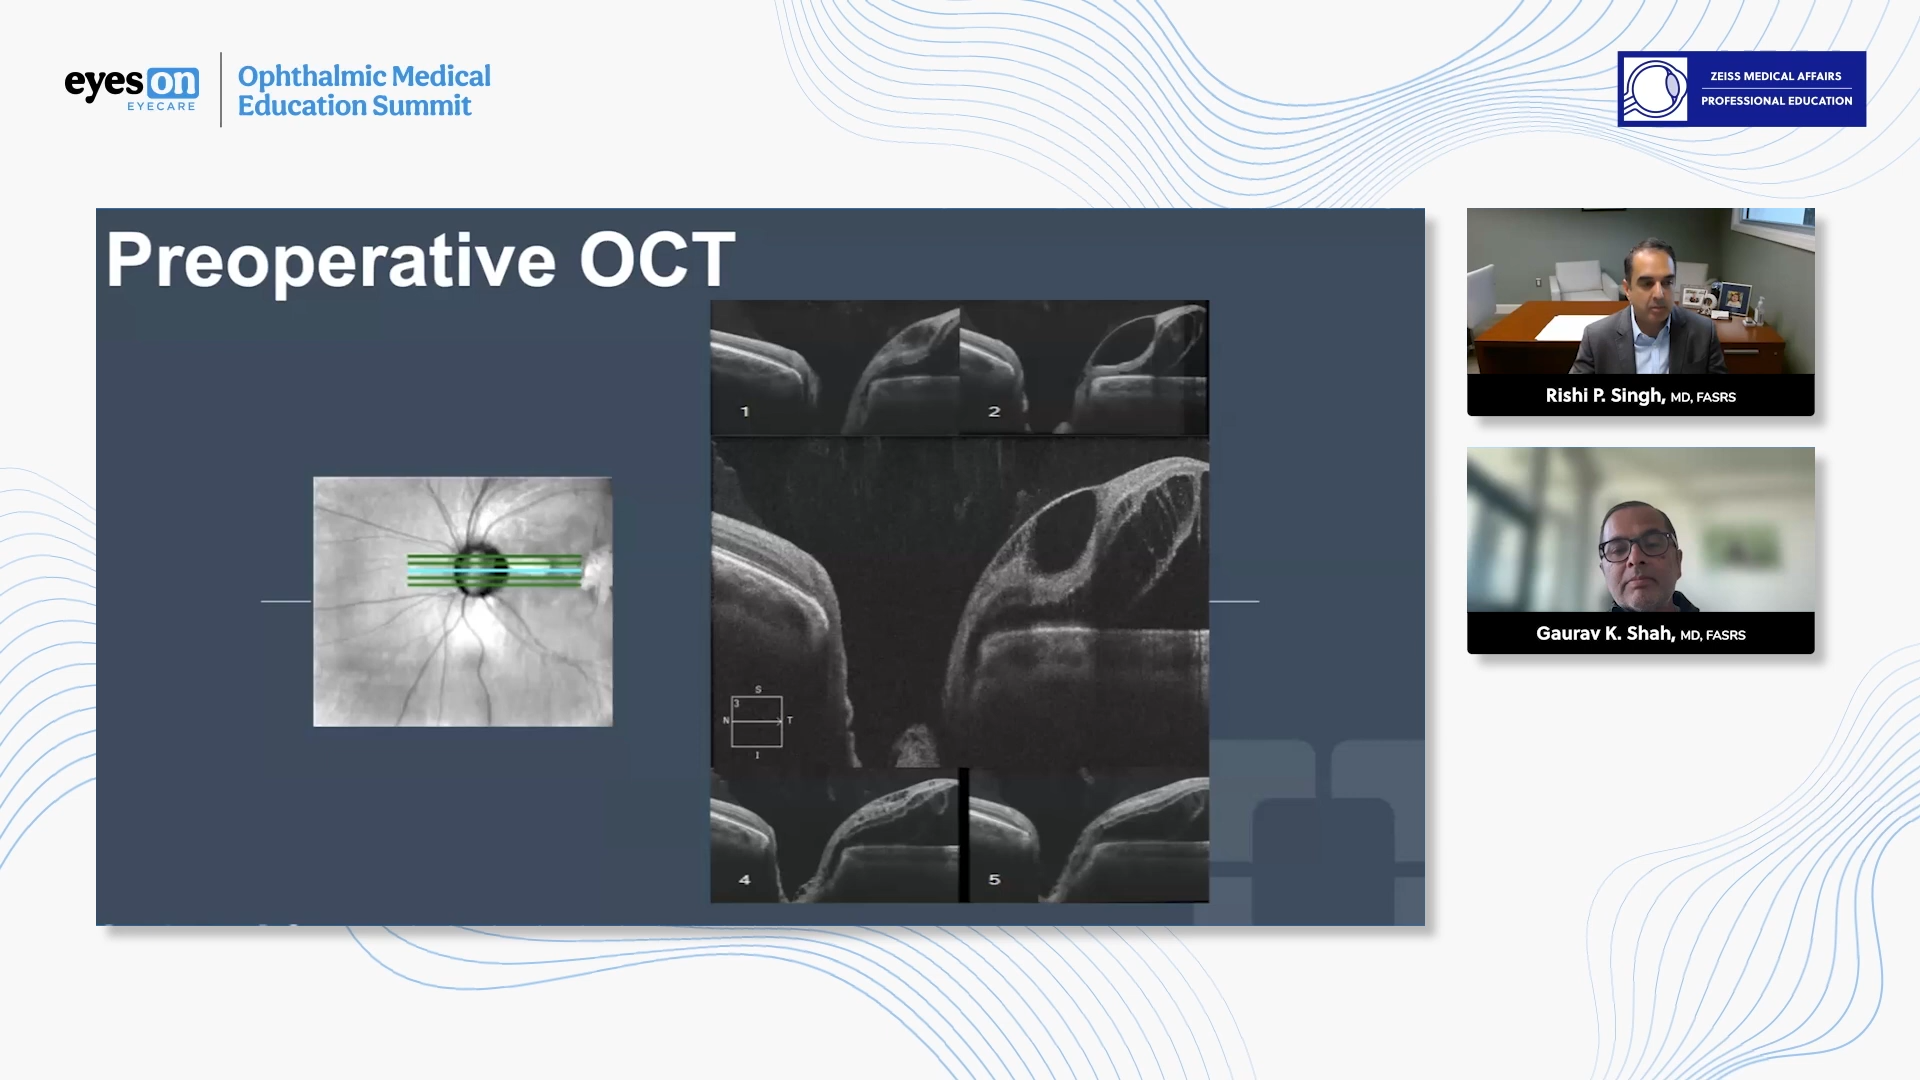 eyes on
EYECARE
Ophthalmic Medical
Education Summit
ZEISS MEDICAL AFFAIRS
PROFESSIONAL EDUCATION
Preoperative OCT
1
2
S
3
N
T
I
4
5
Rishi P. Singh, MD, FASRS
Gaurav K. Shah, MD, FASRS